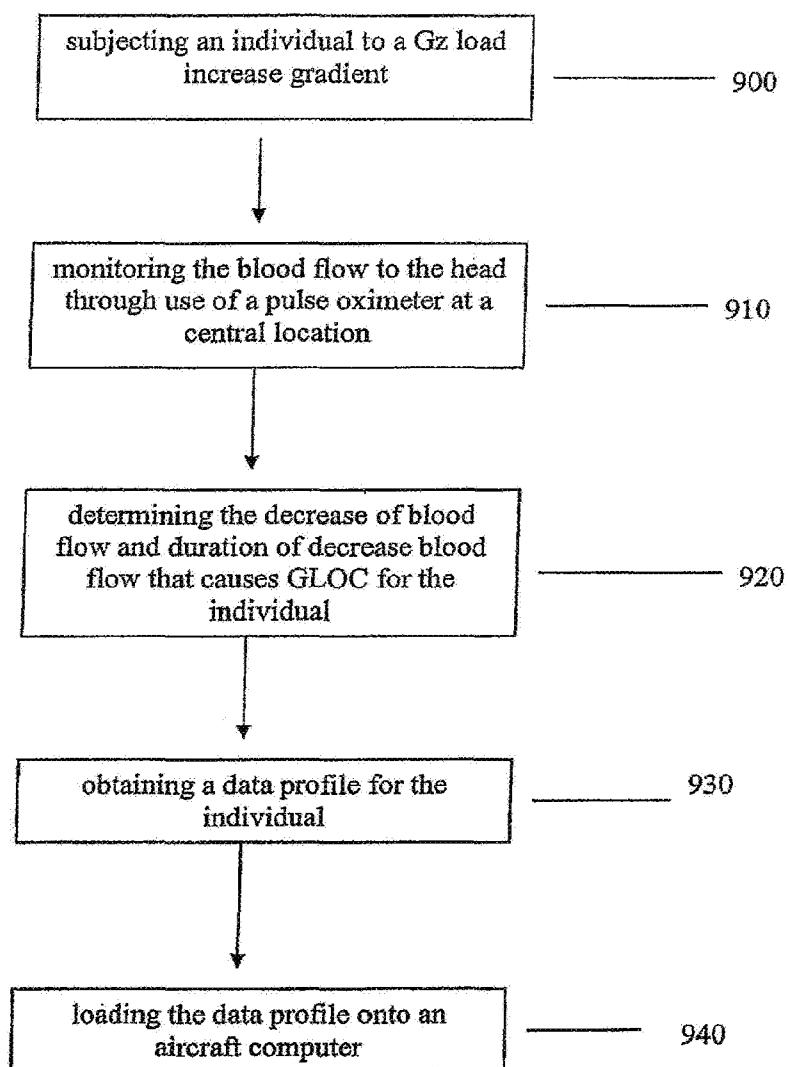 subjecting an individual to a Gz load
increase gradient
900
monitoring the blood flow to the head
through use of a pulse oximeter at a
central location
910
determining the decrease of blood
flow and duration of decrease blood
flow that causes GLOC for the
individual
920
obtaining a data profile for the
individual
930
loading the data profile onto an
aircraft computer
940